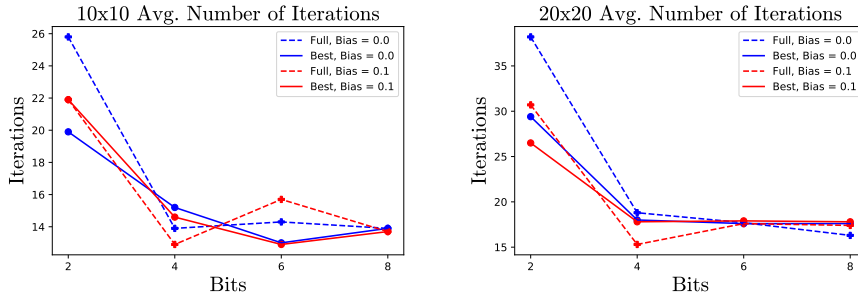 10x10 Avg. Number of Iterations
Iterations
26
24
22
20
18
16
14
Full, Bias = 0.0
Best, Bias = 0.0
Full, Bias = 0.1
Best, Bias = 0.1
2 4 6 8
Bits
20x20 Avg. Number of Iterations
Iterations
35
30
25
20
15
Full, Bias = 0.0
Best, Bias = 0.0
Full, Bias = 0.1
Best, Bias = 0.1
2 4 6 8
Bits